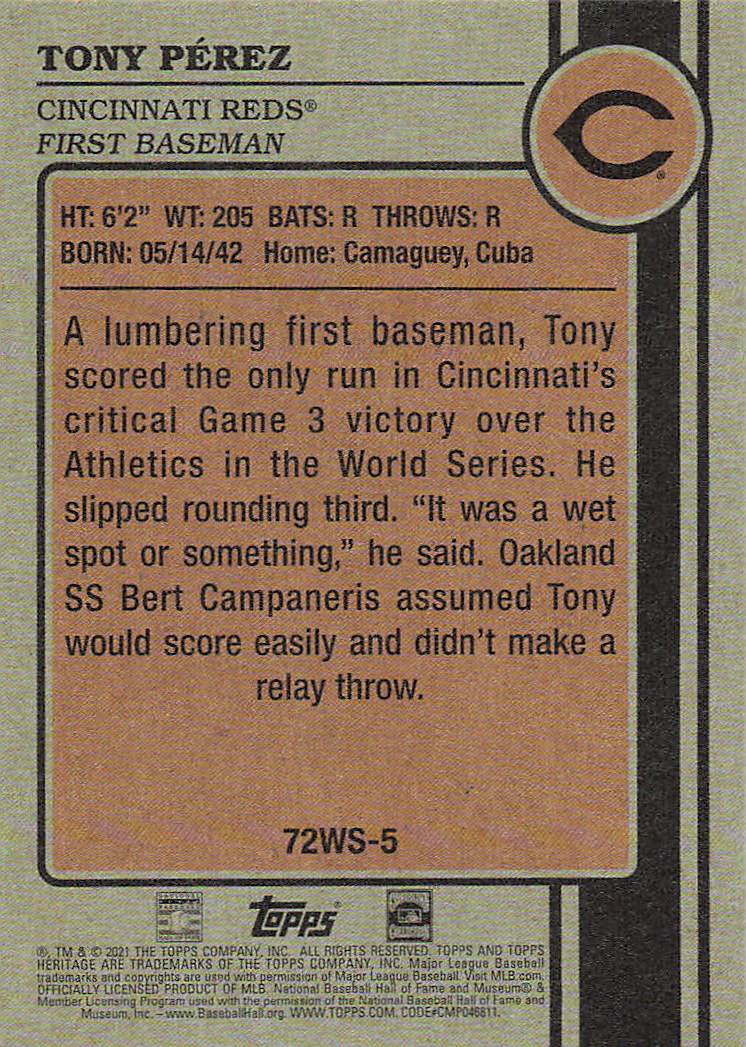 TONY PÉREZ
CINCINNATI REDS®
FIRST BASEMAN
C
®
HT: 6'2" WT: 205 BATS: R THROWS: R
BORN: 05/14/42 Home: Camaguey, Cuba
A lumbering first baseman, Tony
scored the only run in Cincinnati's
critical Game 3 victory over the
Athletics in the World Series. He
slipped rounding third. “It was a wet
spot or something,” he said. Oakland
SS Bert Campaneris assumed Tony
would score easily and didn't make a
relay throw.
72WS-5
Topps®
®, TM & © 2021 THE TOPPS COMPANY, INC. ALL RIGHTS RESERVED. TOPPS AND TOPPS
HERITAGE ARE TRADEMARKS OF THE TOPPS COMPANY, INC. Major League Baseball
trademarks and copyrights are used with permission of Major League Baseball. Visit MLB.com.
OFFICIALLY LICENSED PRODUCT OF MLB. National Baseball Hall of Fame and Museum® &
Member Licensing Program used with the permission of the National Baseball Hall of Fame and
Museum, Inc. – www.BaseballHall.org. WWW.TOPPS.COM. CODE#CMP046811.